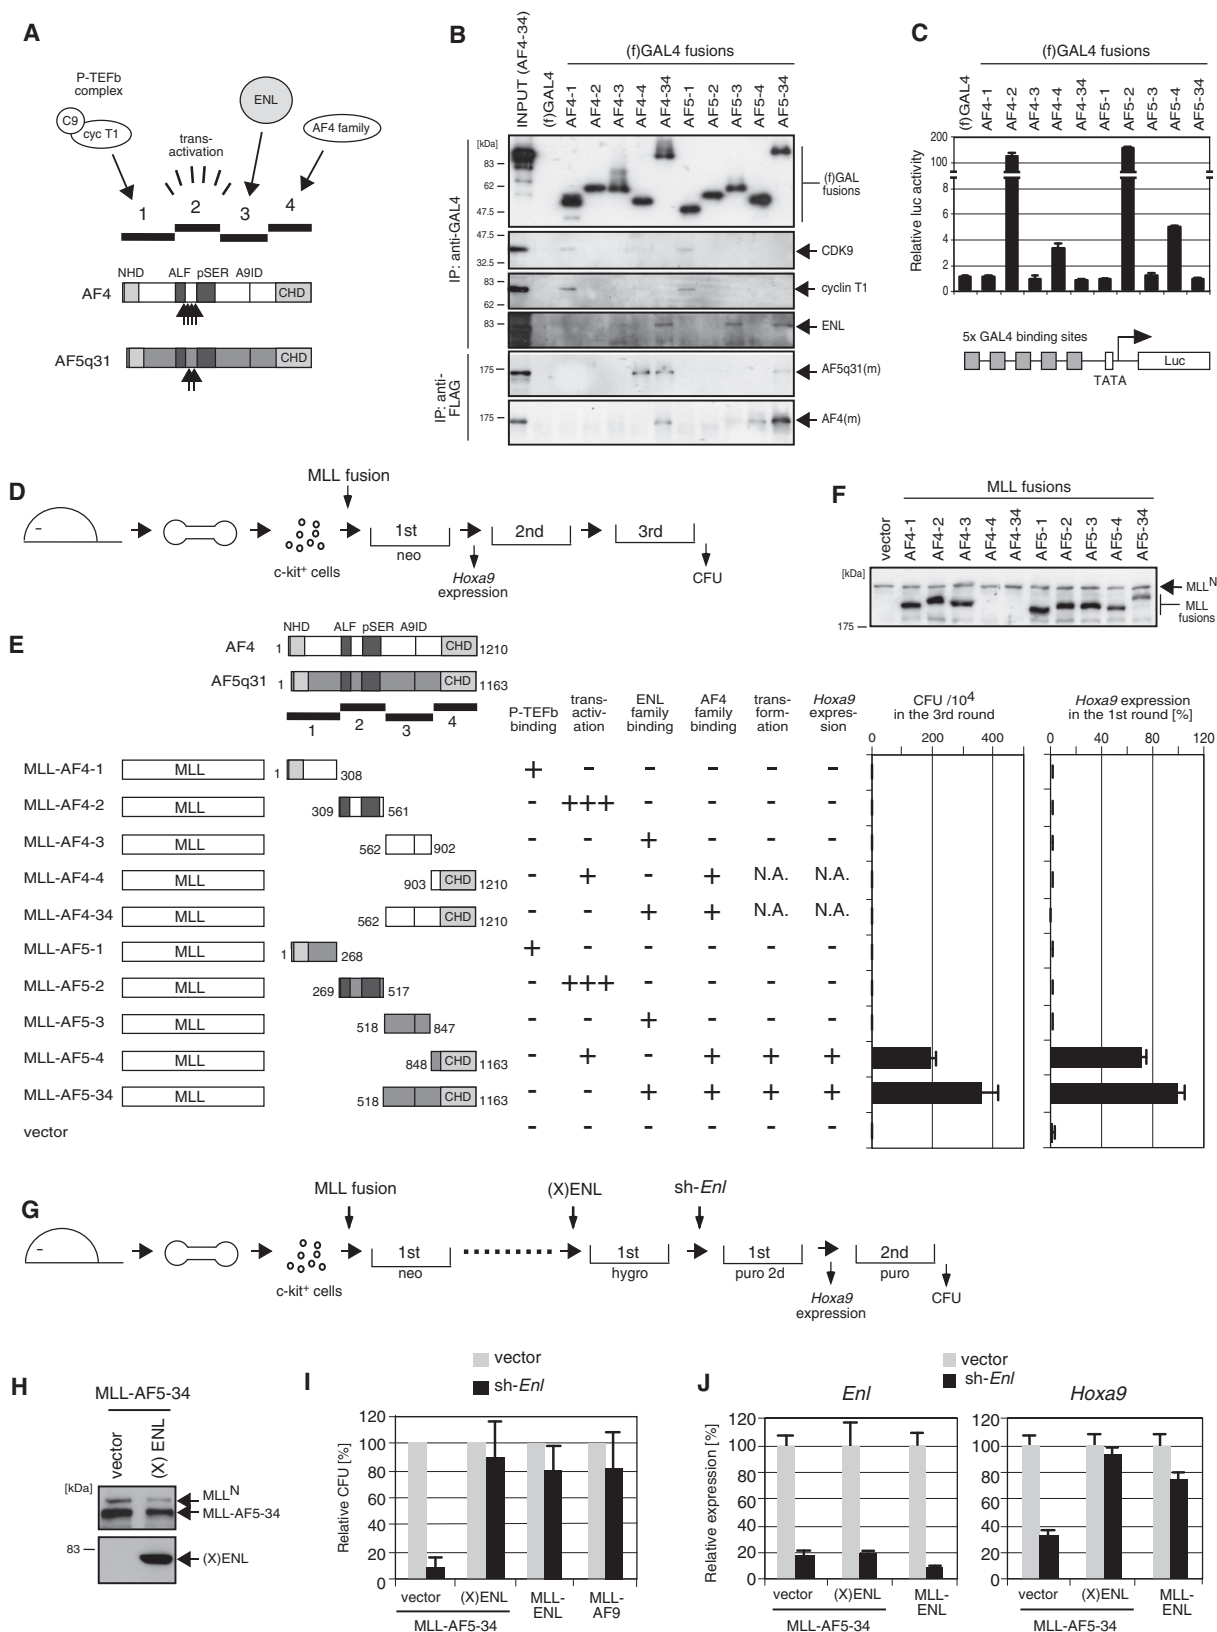 A
P-TEFb
complex
C9
cyc T1
ENL
AF4 family
trans-
activation
1
2
3
4
NHD
ALF
pSER
A9ID
AF4
CHD
AF5q31
CHD
B
INPUT (AF4-34)
(f)GAL4
(f)GAL4 fusions
AF4-1
AF4-2
AF4-3
AF4-4
AF4-34
AF5-1
AF5-2
AF5-3
AF5-4
AF5-34
[kDa]
83
62
47.5
(f)GAL
fusions
47.5
32.5
CDK9
83
62
cyclin T1
83
ENL
175
AF5q31(m)
175
AF4(m)
IP: anti-GAL4
IP: anti-
FLAG
C
(f)GAL4 fusions
(f)GAL4
AF4-1
AF4-2
AF4-3
AF4-4
AF4-34
AF5-1
AF5-2
AF5-3
AF5-4
AF5-34
Relative luc activity
200
100
8
6
4
2
0
5x GAL4 binding sites
TATA
Luc
D
MLL fusion
c-kit+ cells
1st
neo
Hoxa9
expression
2nd
3rd
CFU
F
MLL fusions
vector
AF4-1
AF4-2
AF4-3
AF4-4
AF4-34
AF5-1
AF5-2
AF5-3
AF5-4
AF5-34
[kDa]
175
MLLN
MLL
fusions
E
NHD
ALF
pSER
A9ID
AF4
1
CHD
1210
AF5q31
1
CHD
1163
1
2
3
4
P-TEFb
binding
trans-
activ-
ation
ENL
family
binding
AF4
family
binding
trans-
form-
ation
Hoxa9
expres-
sion
CFU /104
in the 3rd round
0 200 400
Hoxa9 expression
in the 1st round [%]
0 40 80 120
MLL-AF4-1 MLL 1 308 + - - - - -
MLL-AF4-2 MLL 309 561 - +++ - - - -
MLL-AF4-3 MLL 562 902 - - + - - -
MLL-AF4-4 MLL 903 CHD 1210 - + - + N.A. N.A.
MLL-AF4-34 MLL 562 CHD 1210 - - + + N.A. N.A.
MLL-AF5-1 MLL 1 268 + - - - - -
MLL-AF5-2 MLL 269 517 - +++ - - - -
MLL-AF5-3 MLL 518 847 - - + - - -
MLL-AF5-4 MLL 848 CHD 1163 - + - + + +
MLL-AF5-34 MLL 518 CHD 1163 - - + + + +
vector - - - - - -
G
MLL fusion
c-kit+ cells
1st
neo
(X)ENL
1st
hygro
sh-Enl
1st
puro 2d
Hoxa9
expression
2nd
puro
CFU
H
MLL-AF5-34
vector
(X) ENL
[kDa]
MLLN
MLL-AF5-34
83
(X)ENL
I
vector
sh-Enl
Relative CFU [%]
120
100
80
60
40
20
0
vector
(X)ENL
MLL-AF5-34
MLL-
ENL
MLL-
AF9
J
vector
sh-Enl
Enl
Relative expression [%]
120
100
80
60
40
20
0
vector
(X)ENL
MLL-AF5-34
MLL-
ENL
Hoxa9
120
100
80
60
40
20
0
vector
(X)ENL
MLL-AF5-34
MLL-
ENL